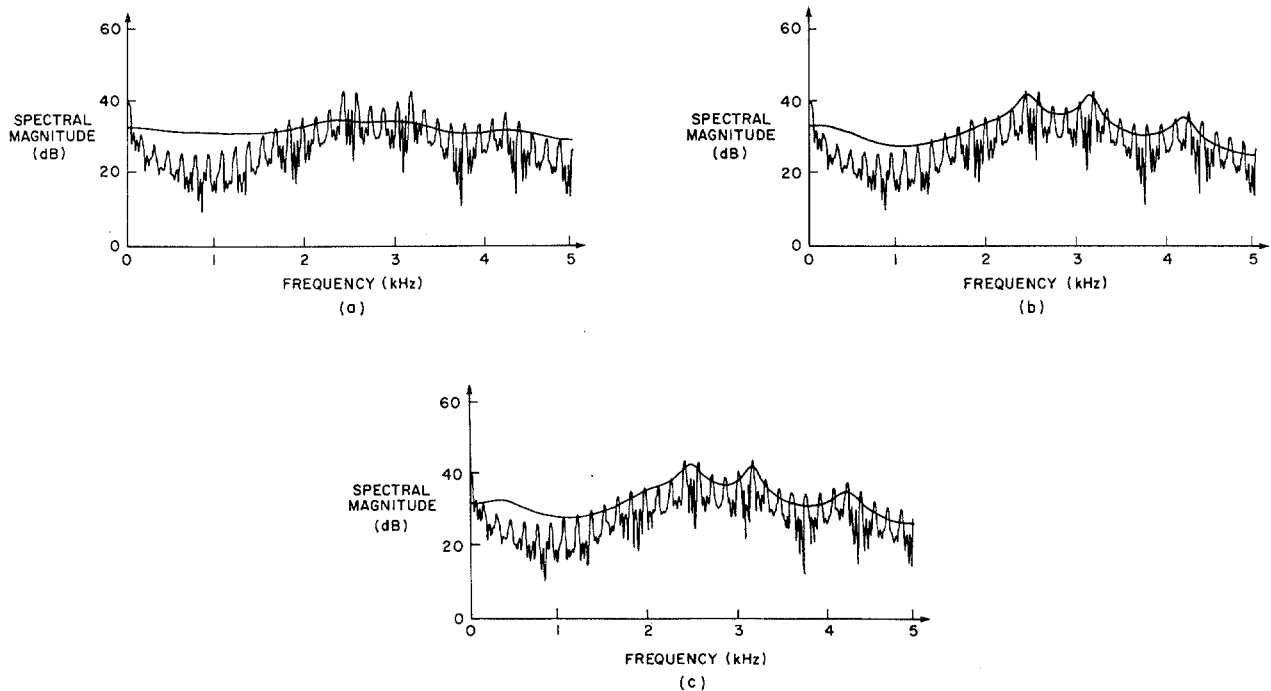 60
40
SPECTRAL
MAGNITUDE
(dB)
20
0
0 1 2 3 4 5
FREQUENCY (kHz)
(a)
60
40
SPECTRAL
MAGNITUDE
(dB)
20
0
0 1 2 3 4 5
FREQUENCY (kHz)
(b)
60
40
SPECTRAL
MAGNITUDE
(dB)
20
0
0 1 2 3 4 5
FREQUENCY (kHz)
(c)